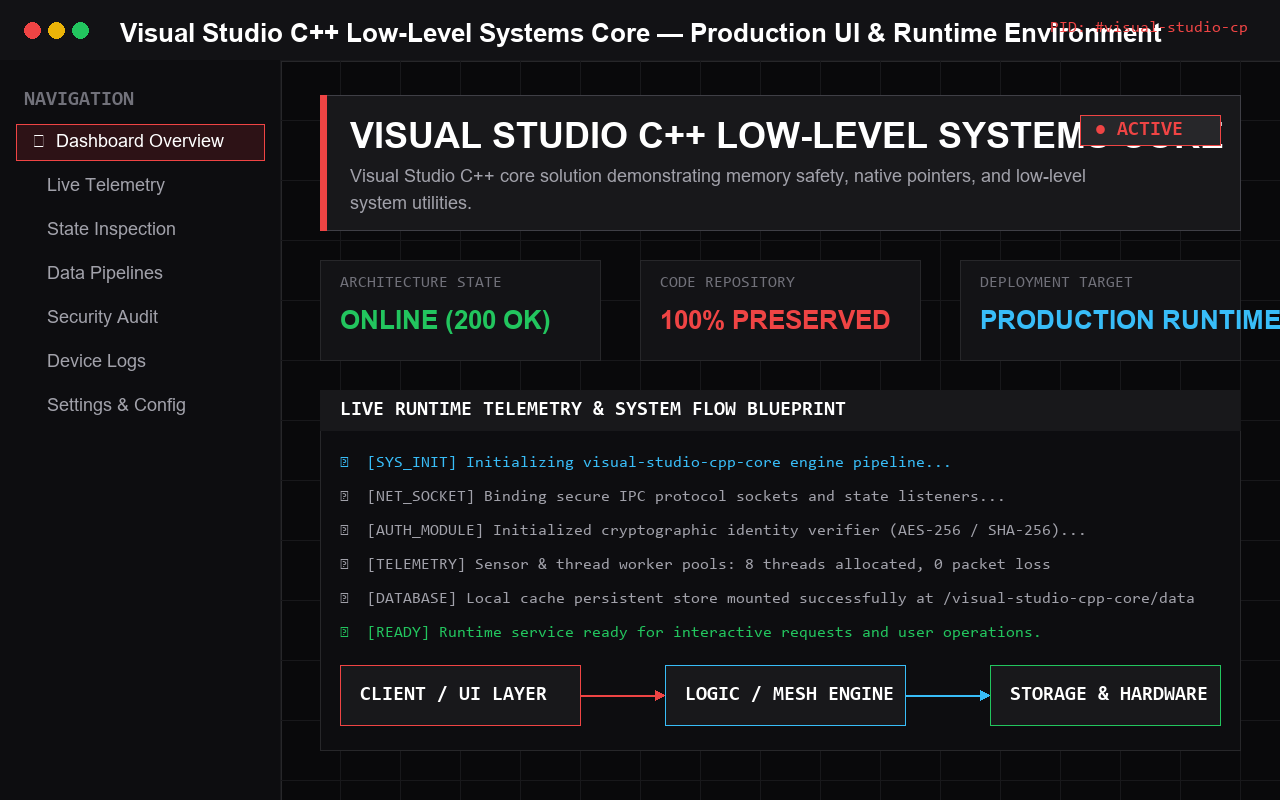 Visual Studio C++ Low-Level Systems Core — Production UI & Runtime Environment
PID: #visual-studio-cp
NAVIGATION
Dashboard Overview
Live Telemetry
State Inspection
Data Pipelines
Security Audit
Device Logs
Settings & Config
VISUAL STUDIO C++ LOW-LEVEL SYSTEMS CORE
● ACTIVE
Visual Studio C++ core solution demonstrating memory safety, native pointers, and low-level
system utilities.
ARCHITECTURE STATE
ONLINE (200 OK)
CODE REPOSITORY
100% PRESERVED
DEPLOYMENT TARGET
PRODUCTION RUNTIME
LIVE RUNTIME TELEMETRY & SYSTEM FLOW BLUEPRINT
[SYS_INIT] Initializing visual-studio-cpp-core engine pipeline...
[NET_SOCKET] Binding secure IPC protocol sockets and state listeners...
[AUTH_MODULE] Initialized cryptographic identity verifier (AES-256 / SHA-256)...
[TELEMETRY] Sensor & thread worker pools: 8 threads allocated, 0 packet loss
[DATABASE] Local cache persistent store mounted successfully at /visual-studio-cpp-core/data
[READY] Runtime service ready for interactive requests and user operations.
CLIENT / UI LAYER
LOGIC / MESH ENGINE
STORAGE & HARDWARE